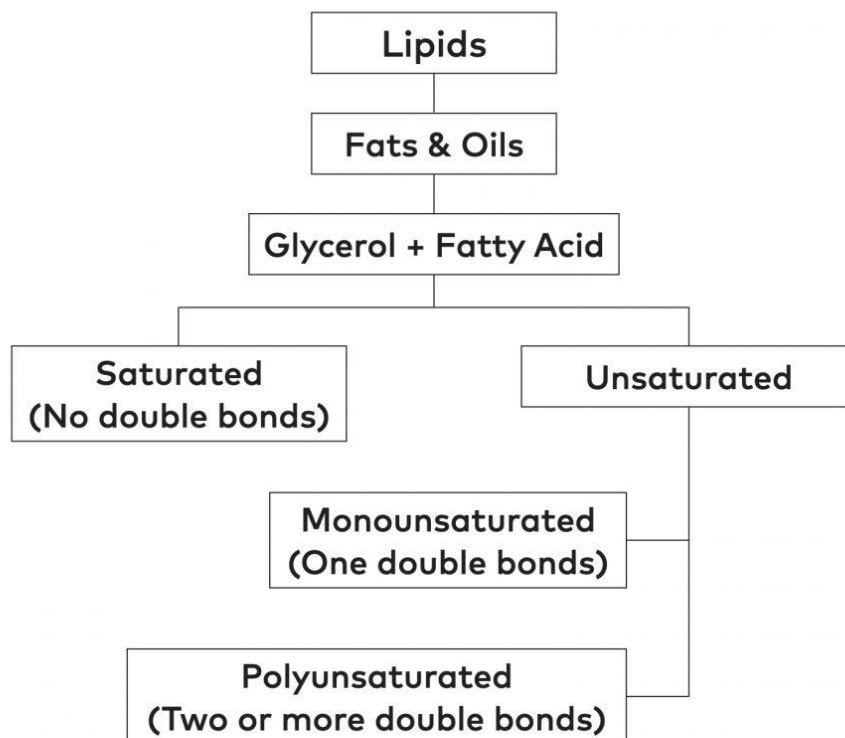 Lipids
Fats & Oils
Glycerol + Fatty Acid
Saturated
(No double bonds)
Unsaturated
Monounsaturated
(One double bonds)
Polyunsaturated
(Two or more double bonds)